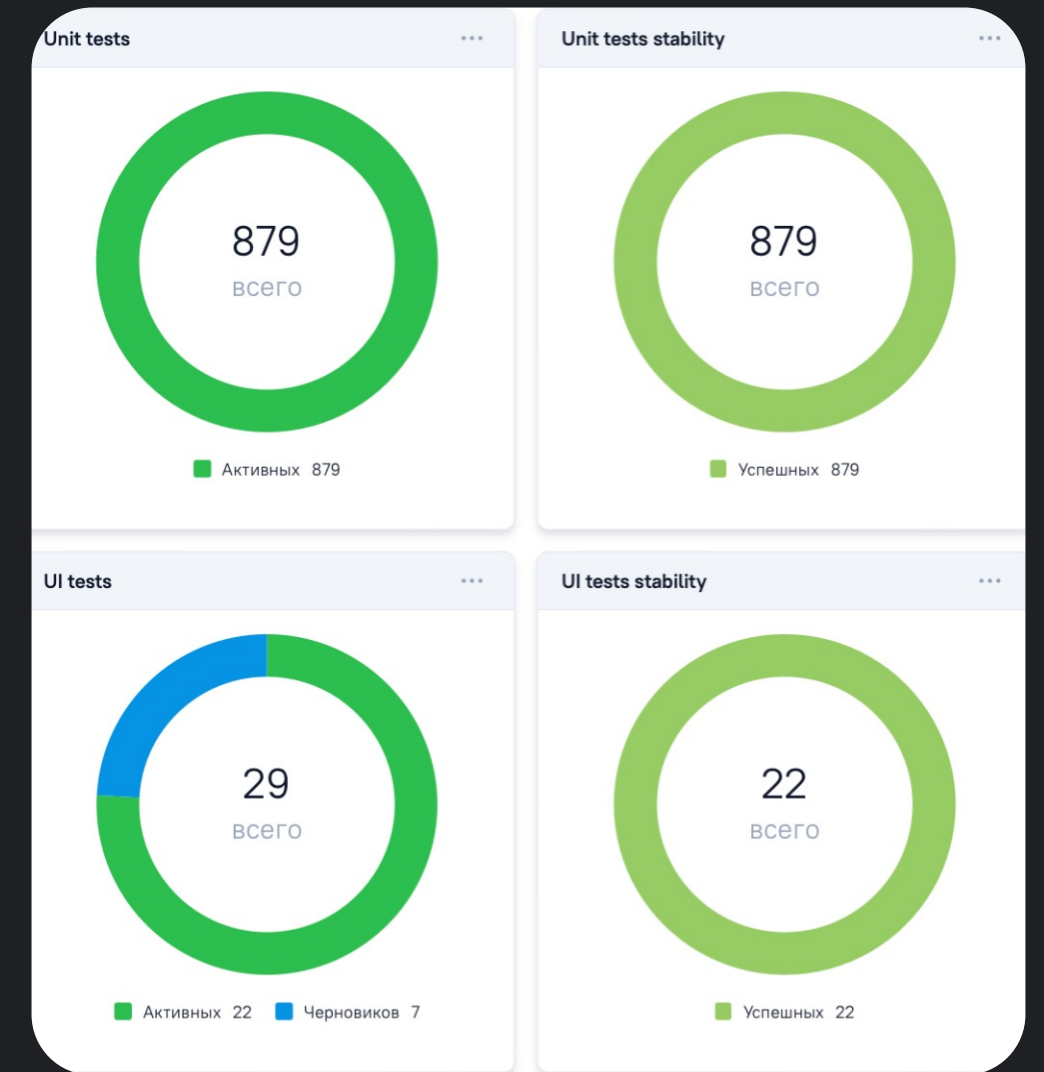 Unit tests
879
всего
Активных 879
Unit tests stability
879
всего
Успешных 879
UI tests
29
всего
Активных 22 Черновиков 7
UI tests stability
22
всего
Успешных 22